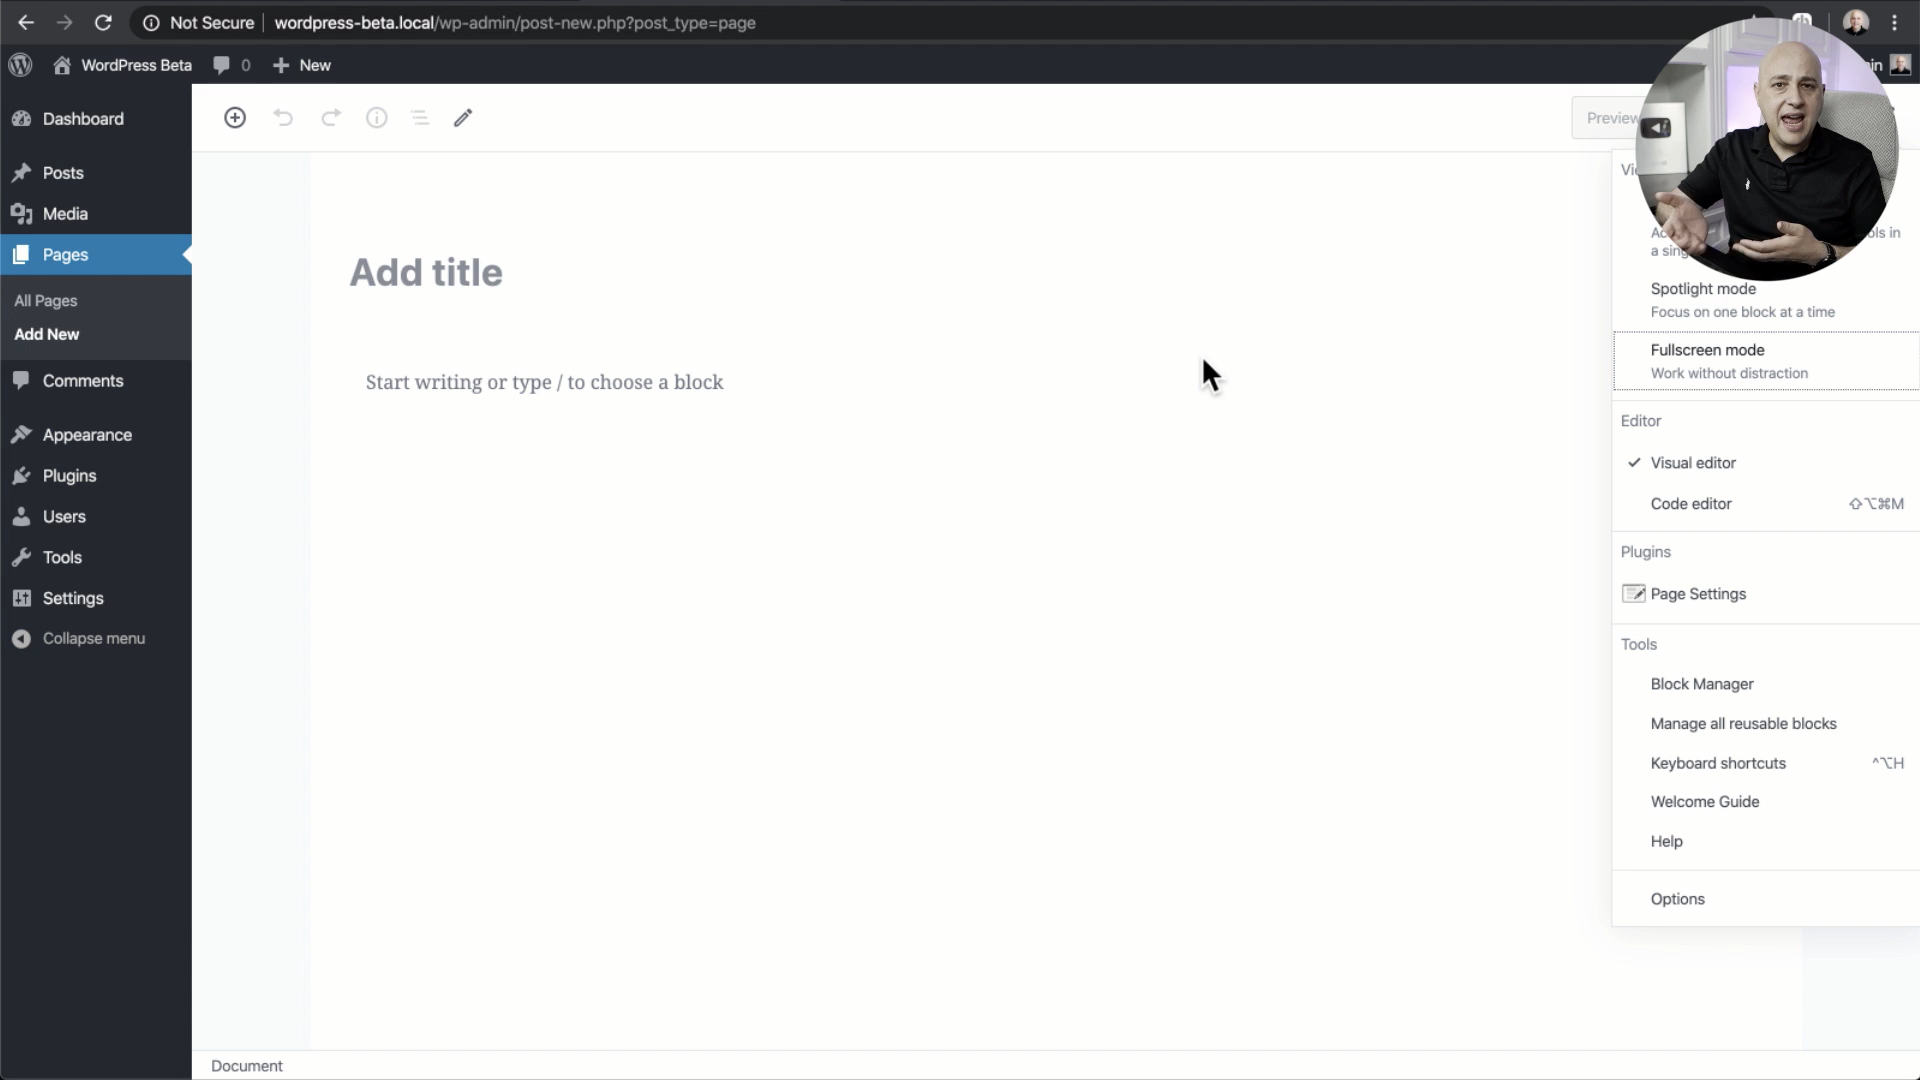 Not Secure
wordpress-beta.local/wp-admin/post-new.php?post_type=page
WordPress Beta
0
New
Dashboard
Posts
Media
Pages
All Pages
Add New
Comments
Appearance
Plugins
Users
Tools
Settings
Collapse menu
Preview
Add title
Start writing or type / to choose a block
a
in
Spotlight mode
Focus on one block at a time
Fullscreen mode
Work without distraction
Editor
Visual editor
Code editor ⇧⌥⌘M
Plugins
Page Settings
Tools
Block Manager
Manage all reusable blocks
Keyboard shortcuts ^⌥H
Welcome Guide
Help
Options
Document